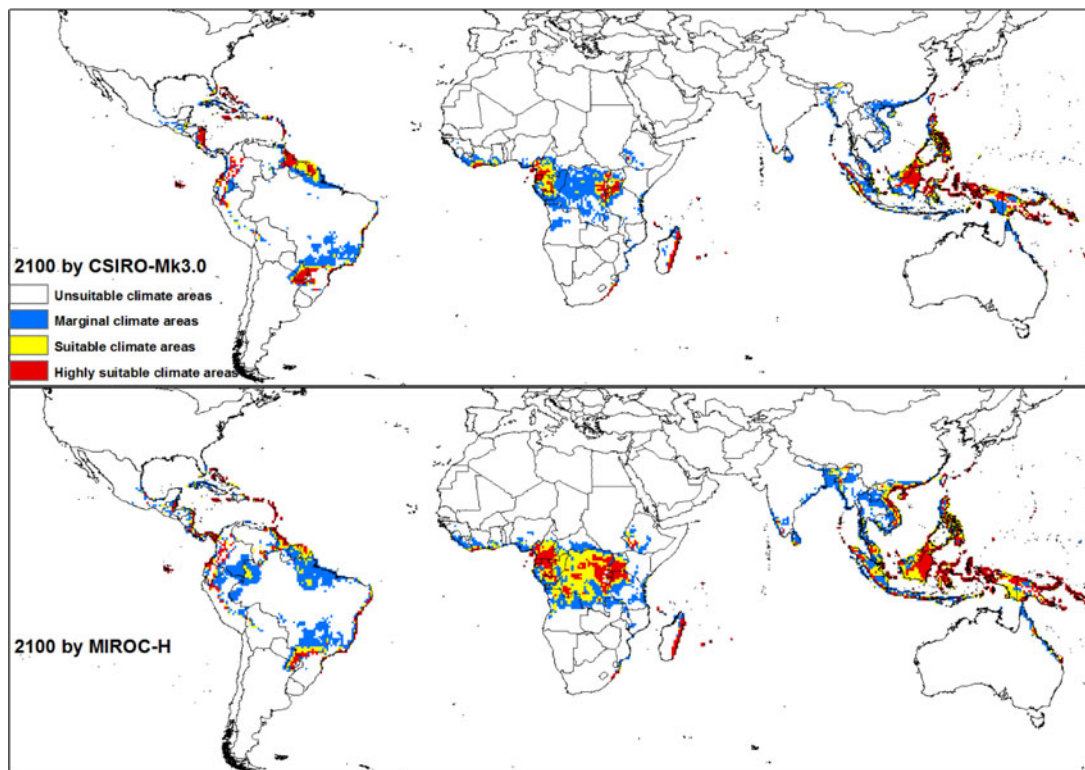 2100 by CSIRO-Mk3.0
Unsuitable climate areas
Marginal climate areas
Suitable climate areas
Highly suitable climate areas
2100 by MIROC-H